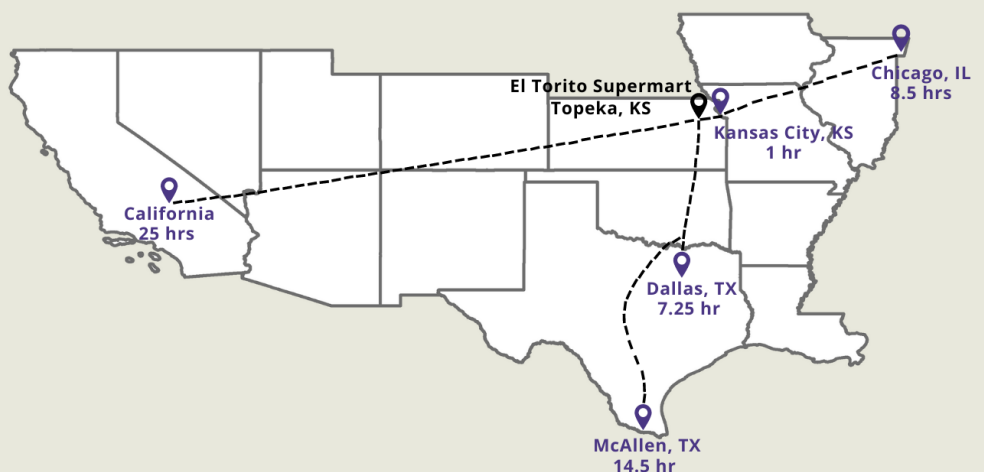 El Torito Supermart
Topeka, KS
Chicago, IL
8.5 hrs
Kansas City, KS
1 hr
California
25 hrs
Dallas, TX
7.25 hr
McAllen, TX
14.5 hr